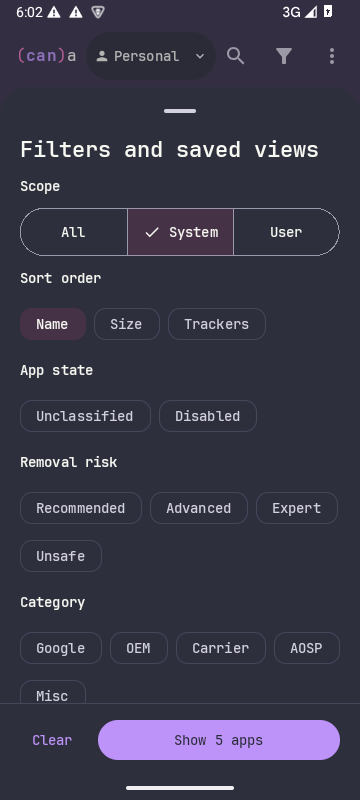 6:02
3G
(can)a
Personal
Filters and saved views
Scope
All
System
User
Sort order
Name
Size
Trackers
App state
Unclassified
Disabled
Removal risk
Recommended
Advanced
Expert
Unsafe
Category
Google
OEM
Carrier
AOSP
Misc
Clear
Show 5 apps